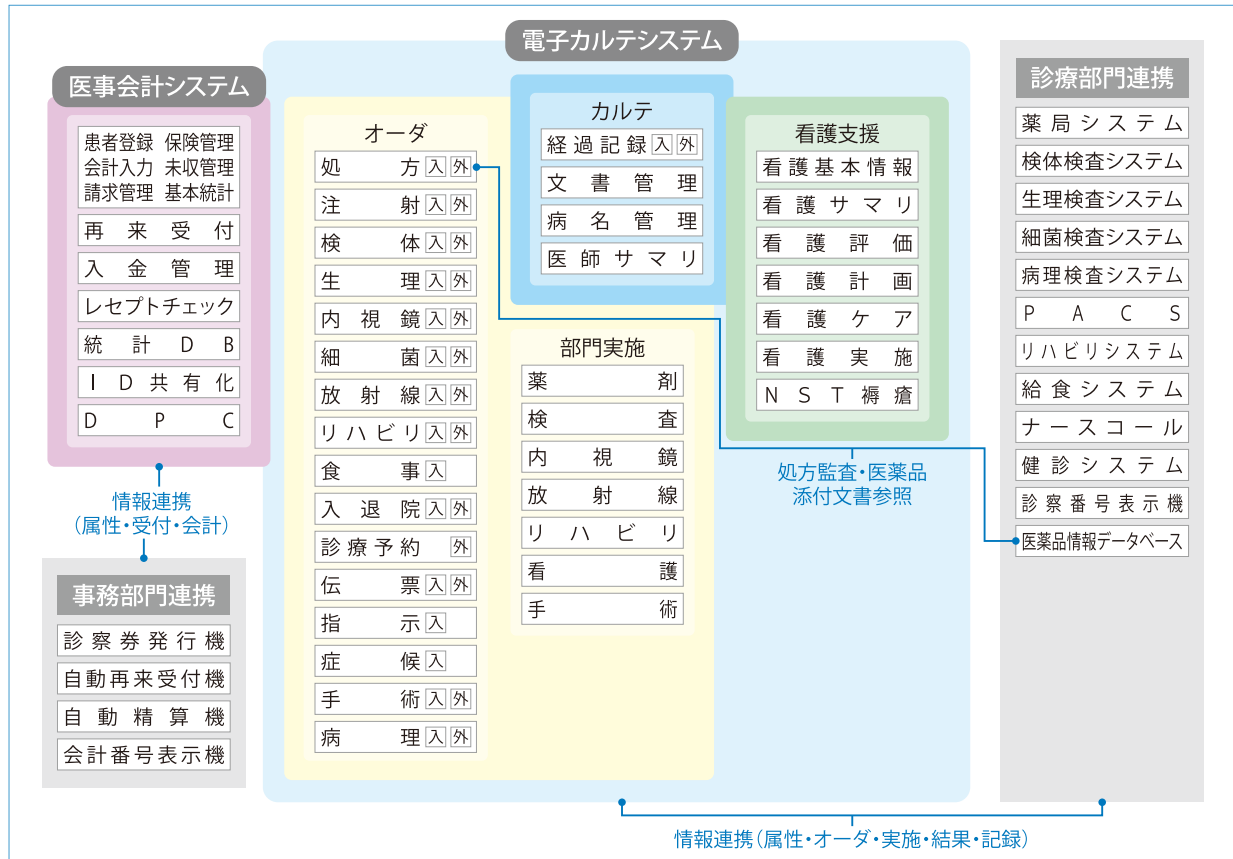 電子カルテシステム
医事会計システム
患者登録 保険管理
会計入力 未収管理
請求管理 基本統計
再来受付
入金管理
レセプトチェック
統計DB
ID共有化
DPC
情報連携
(属性・受付・会計)
事務部門連携
診察券発行機
自動再来受付機
自動精算機
会計番号表示機
オーダ
処方 入 外
注射 入 外
検体 入 外
生理 入 外
内視鏡 入 外
細菌 入 外
放射線 入 外
リハビリ 入 外
食事 入
入退院 入 外
診療予約 外
伝票 入 外
指示 入
症候 入
手術 入 外
病理 入 外
カルテ
経過記録 入 外
文書管理
病名管理
医師サマリ
部門実施
薬剤
検査
内視鏡
放射線
リハビリ
看護
手術
看護支援
看護基本情報
看護サマリ
看護評価
看護計画
看護ケア
看護実施
NST褥瘡
処方監査・医薬品
添付文書参照
診療部門連携
薬局システム
検体検査システム
生理検査システム
細菌検査システム
病理検査システム
PACS
リハビリシステム
給食システム
ナースコール
健診システム
診察番号表示機
医薬品情報データベース
情報連携(属性・オーダ・実施・結果・記録)